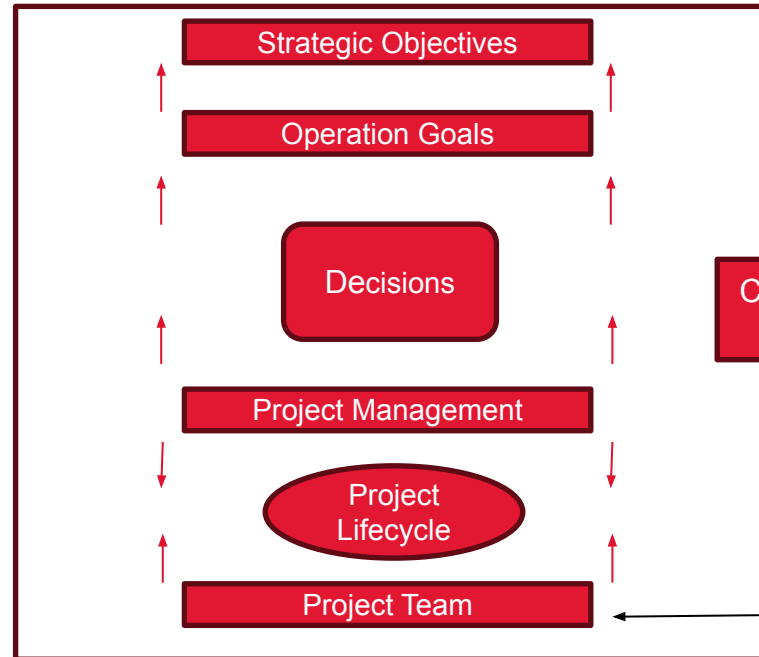 Strategic Objectives
Operation Goals
Decisions
C
Project Management
Project
Lifecycle
Project Team